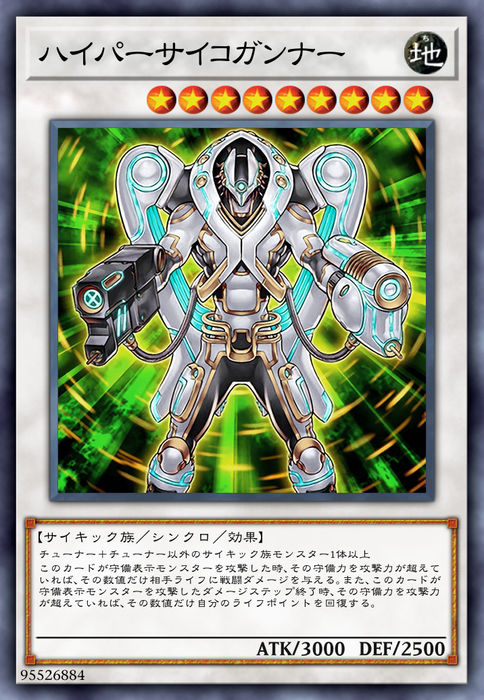 ハイパーサイコガンナー
ち
地
【サイキック族／シンクロ／効果】
チューナー＋チューナー以外のサイキック族モンスター1体以上
このカードが守備表示モンスターを攻撃した時、その守備力を攻撃力が超えて
いれば、その数値だけ相手ライフに戦闘ダメージを与える。また、このカードが
守備表示モンスターを攻撃したダメージステップ終了時、その守備力を攻撃力
が超えていれば、その数値だけ自分のライフポイントを回復する。
ATK/3000 DEF/2500
95526884